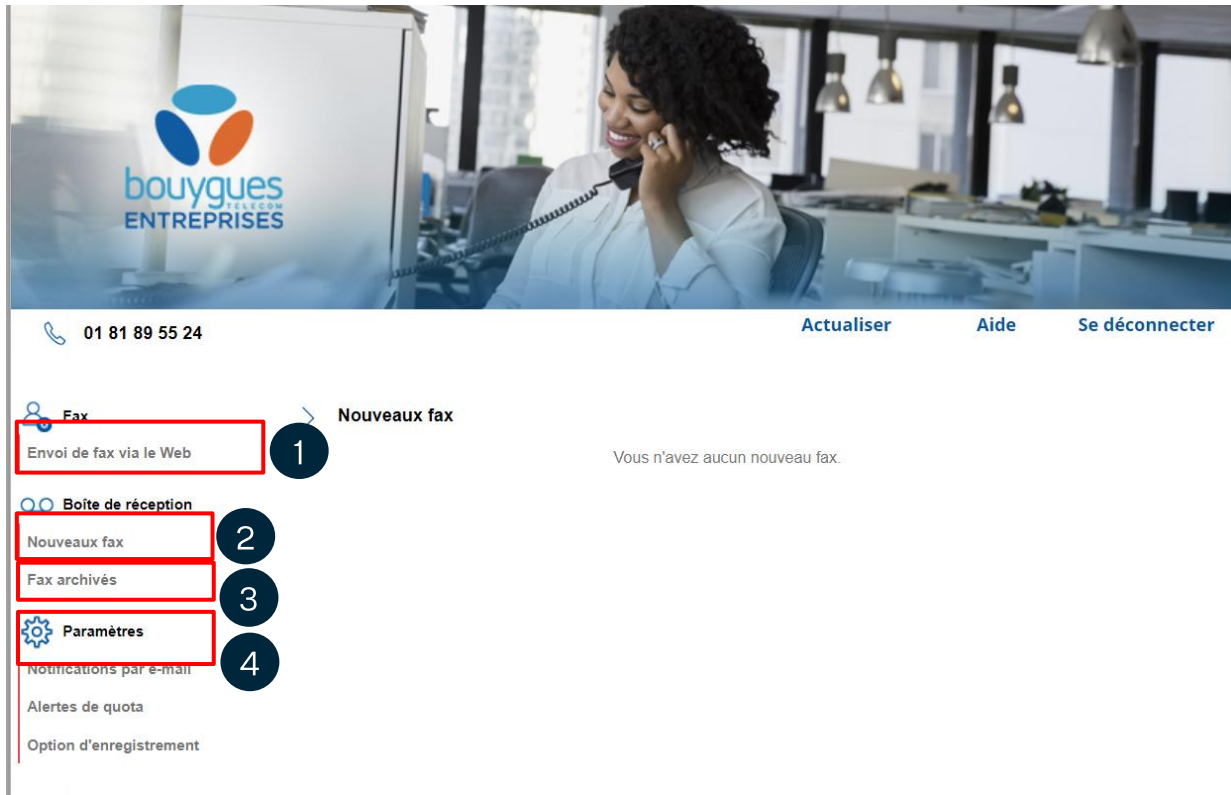 bouygues
TELECOM
ENTREPRISES
01 81 89 55 24
Actualiser Aide Se déconnecter
Fax
Envoi de fax via le Web
1
Nouveaux fax
Vous n'avez aucun nouveau fax.
Boîte de réception
Nouveaux fax
2
Fax archivés
3
Paramètres
4
Notifications par e-mail
Alertes de quota
Option d'enregistrement